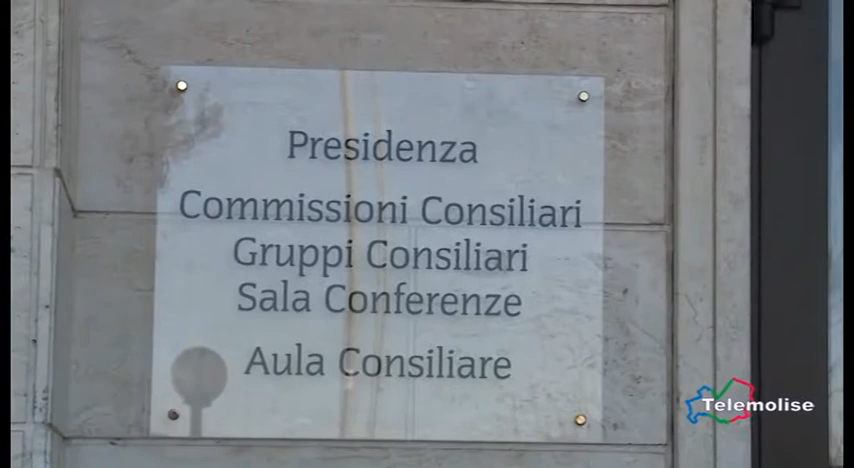 Presidenza
Commissioni Consiliari
Gruppi Consiliari
Sala Conferenze
Aula Consiliare
Telemolise